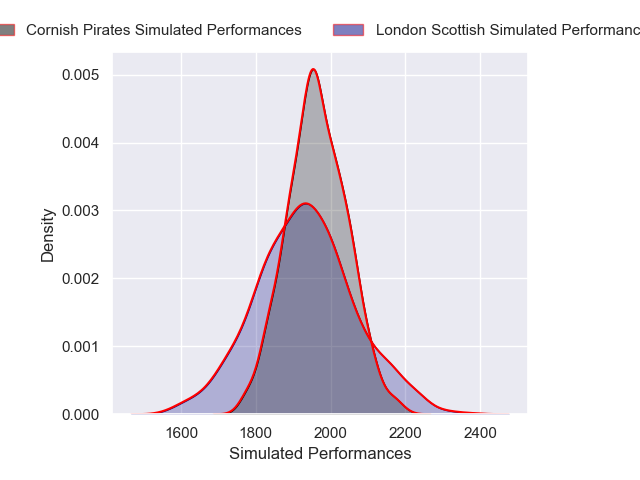 Cornish Pirates Simulated Performances London Scottish Simulated Performanc
0.005
0.004
0.003
0.002
0.001
0.000
Density
1600 1800 2000 2200 2400
Simulated Performances